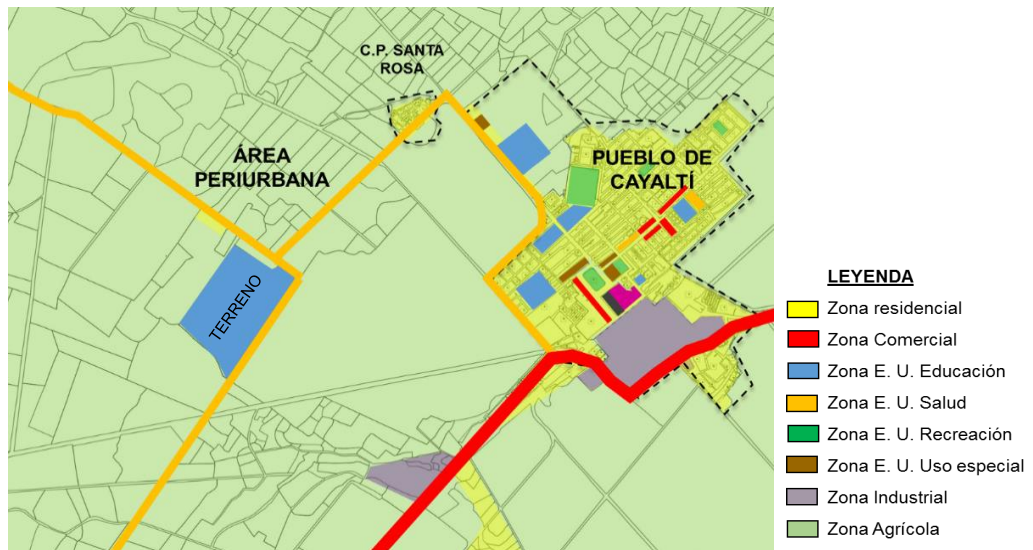 C.P. SANTA
ROSA
ÁREA
PERIURBANA
PUEBLO DE
CAYALTÍ
TERRENO
LEYENDA
Zona residencial
Zona Comercial
Zona E. U. Educación
Zona E. U. Salud
Zona E. U. Recreación
Zona E. U. Uso especial
Zona Industrial
Zona Agrícola